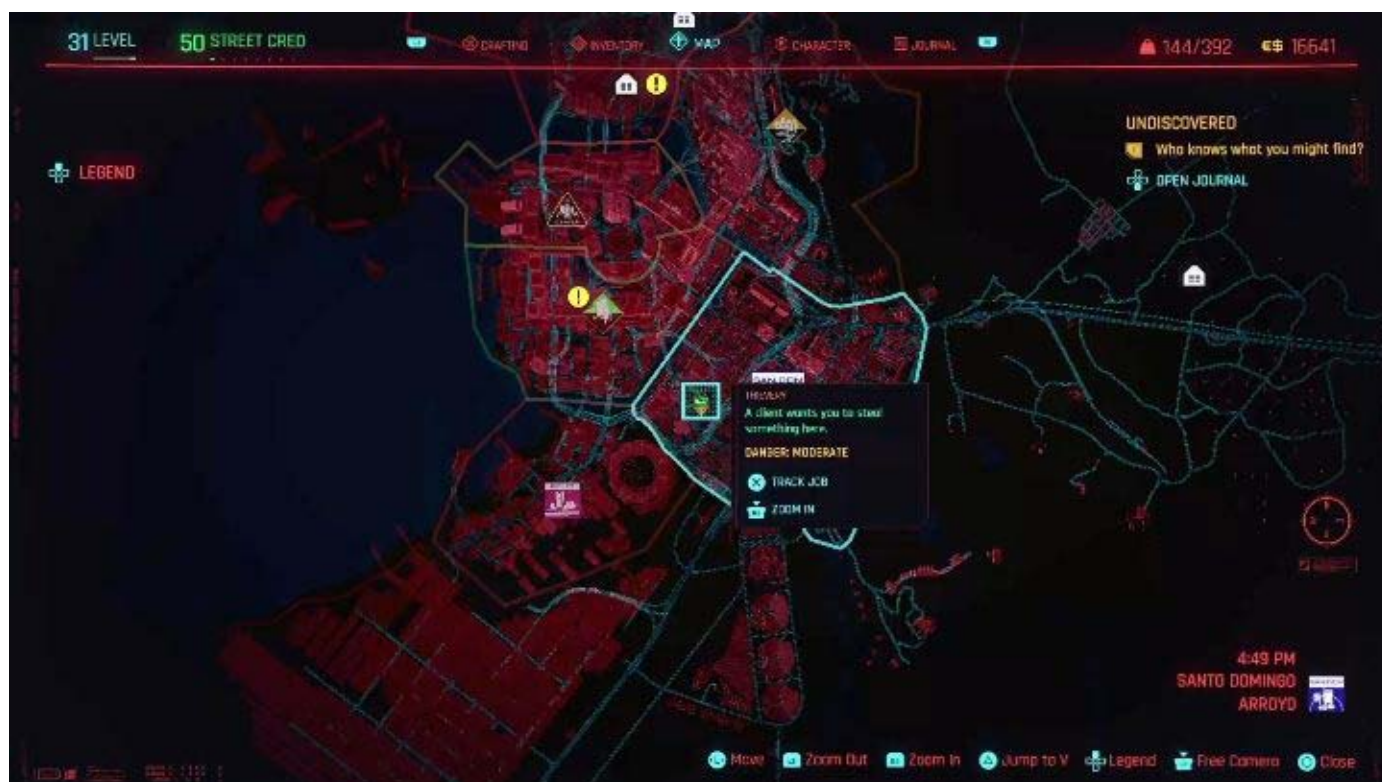 31 LEVEL 50 STREET CRED CRAFTING INVENTORY MAP CHARACTER JOURNAL 144/392 €$ 16641
UNDISCOVERED
Who knows what you might find?
LEGEND
OPEN JOURNAL
THIEVERY
A client wants you to steal
something here.
DANGER: MODERATE
TRACK JOB
ZOOM IN
4:49 PM
SANTO DOMINGO
ARROYO
Move Zoom Out Zoom In Jump to V Legend Free Camera Close